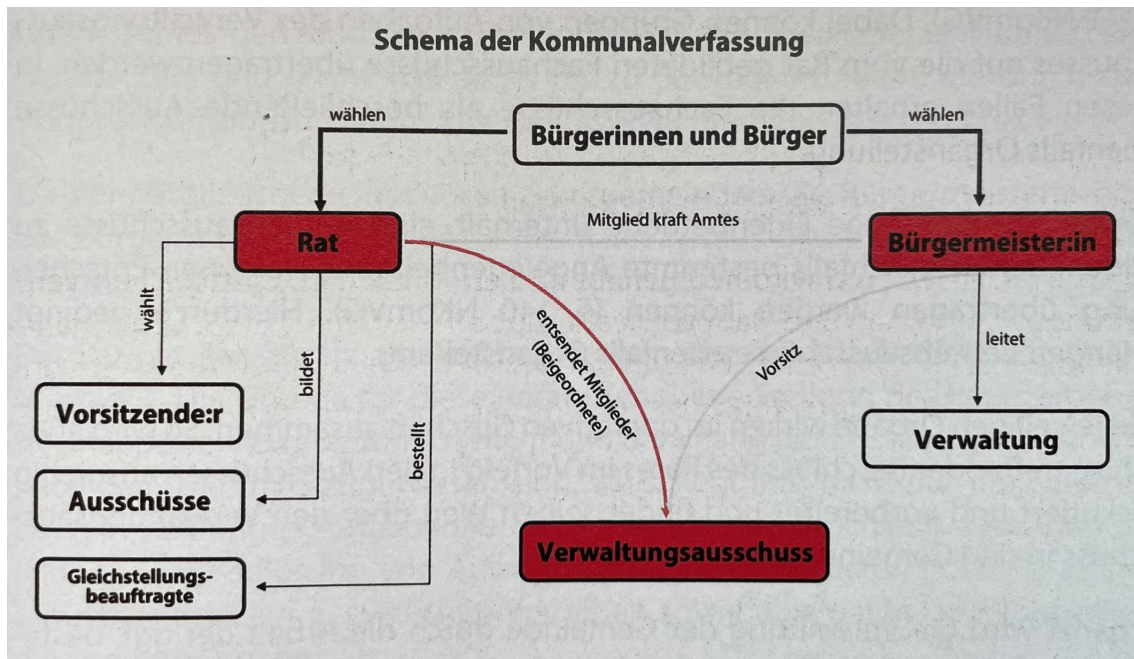 Schema der Kommunalverfassung
wählen
Bürgerinnen und Bürger
wählen
Rat
Mitglied kraft Amtes
Bürgermeister:in
wählt
bildet
bestellt
entsendet Mitglieder
(Beigeordnete)
Vorsitz
leitet
Vorsitzende:r
Verwaltung
Ausschüsse
Verwaltungsausschuss
Gleichstellungs-
beauftragte